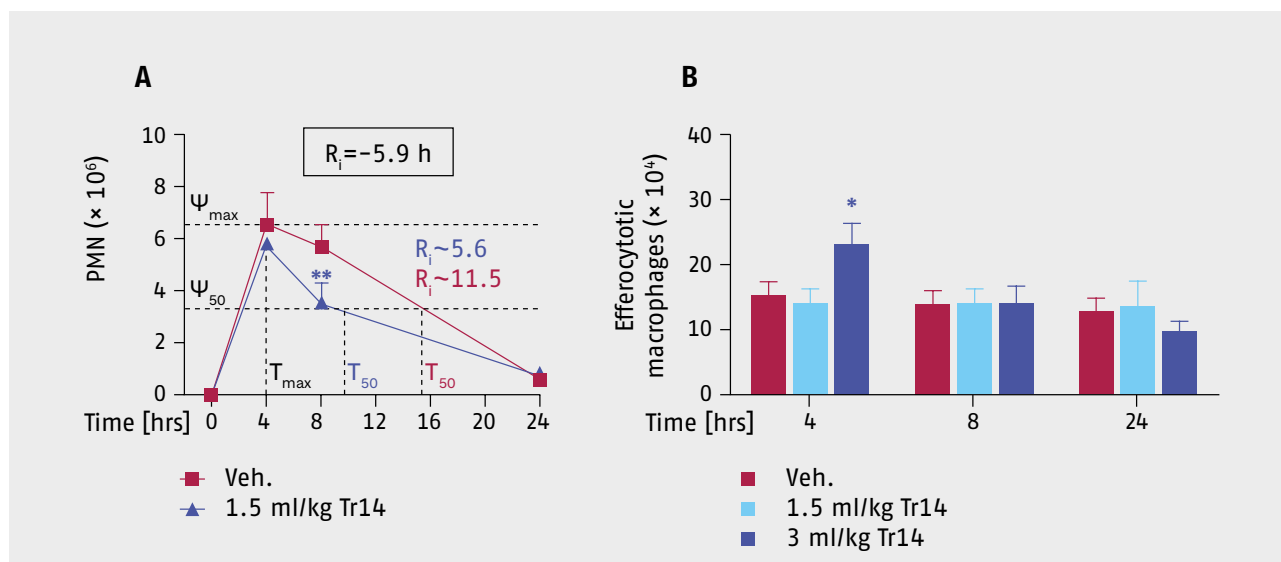 A
PMN (× 10⁶)
10
8
6
4
2
0
Rᵢ=−5.9 h
Ψmax
Ψ50
**
Rᵢ~5.6
Rᵢ~11.5
Tmax
T50
T50
Time [hrs] 0 4 8 12 16 20 24
Veh.
1.5 ml/kg Tr14
B
Efferocytotic
macrophages (× 10⁴)
40
30
20
10
0
*
Time [hrs] 4 8 24
Veh.
1.5 ml/kg Tr14
3 ml/kg Tr14